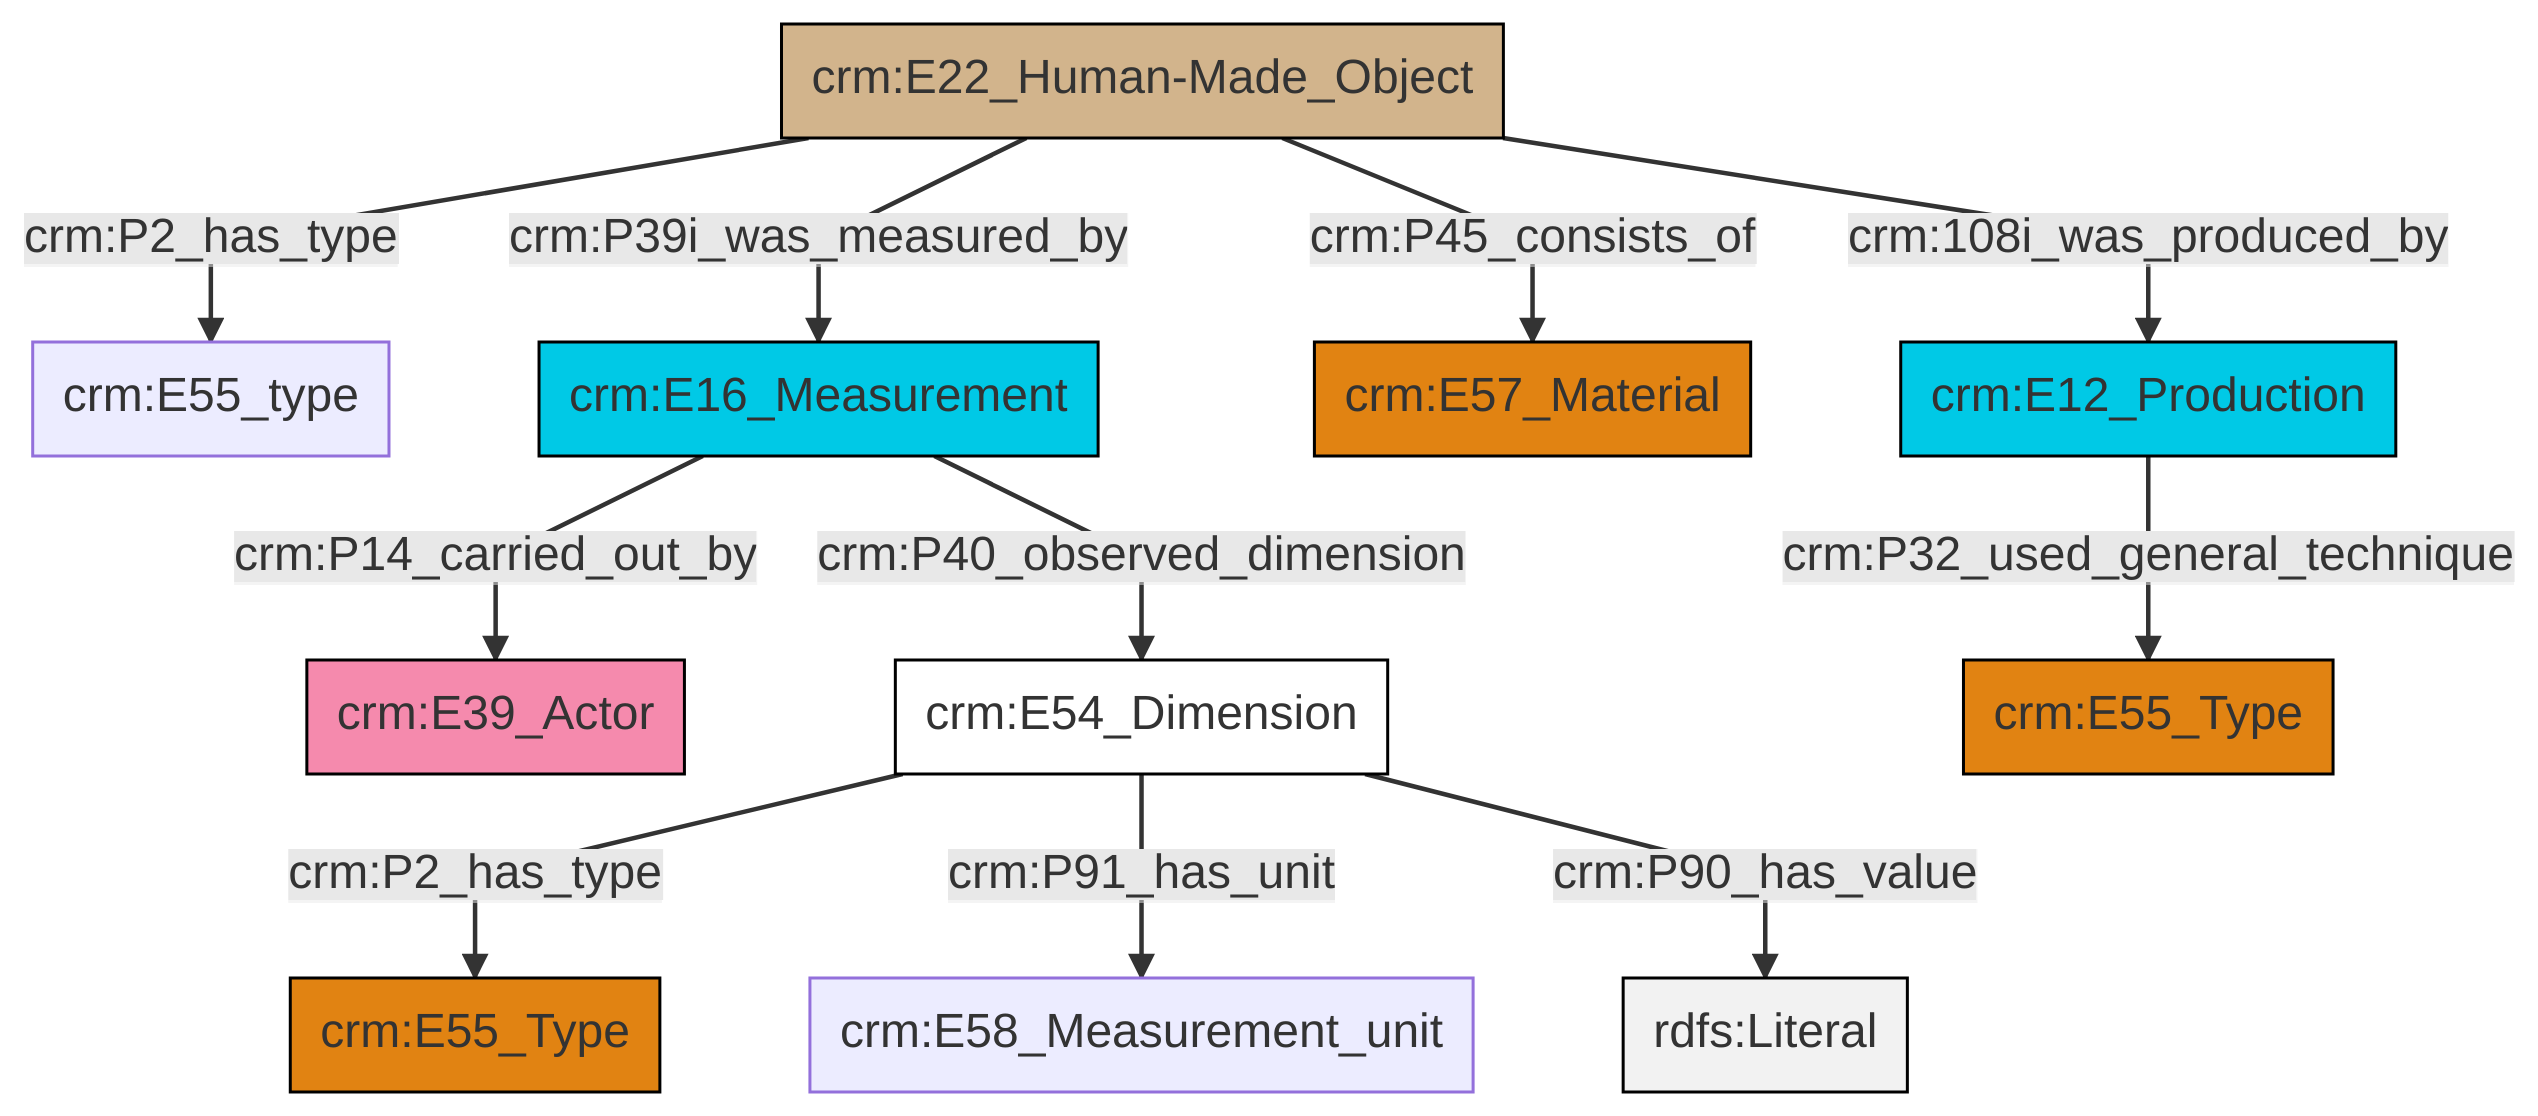 crm:E22_Human-Made_Object
crm:P2_has_type
crm:P39i_was_measured_by
crm:P45_consists_of
crm:108i_was_produced_by
crm:E55_type
crm:E16_Measurement
crm:E57_Material
crm:E12_Production
crm:P14_carried_out_by
crm:P40_observed_dimension
crm:P32_used_general_technique
crm:E39_Actor
crm:E54_Dimension
crm:E55_Type
crm:P2_has_type
crm:P91_has_unit
crm:P90_has_value
crm:E55_Type
crm:E58_Measurement_unit
rdfs:Literal